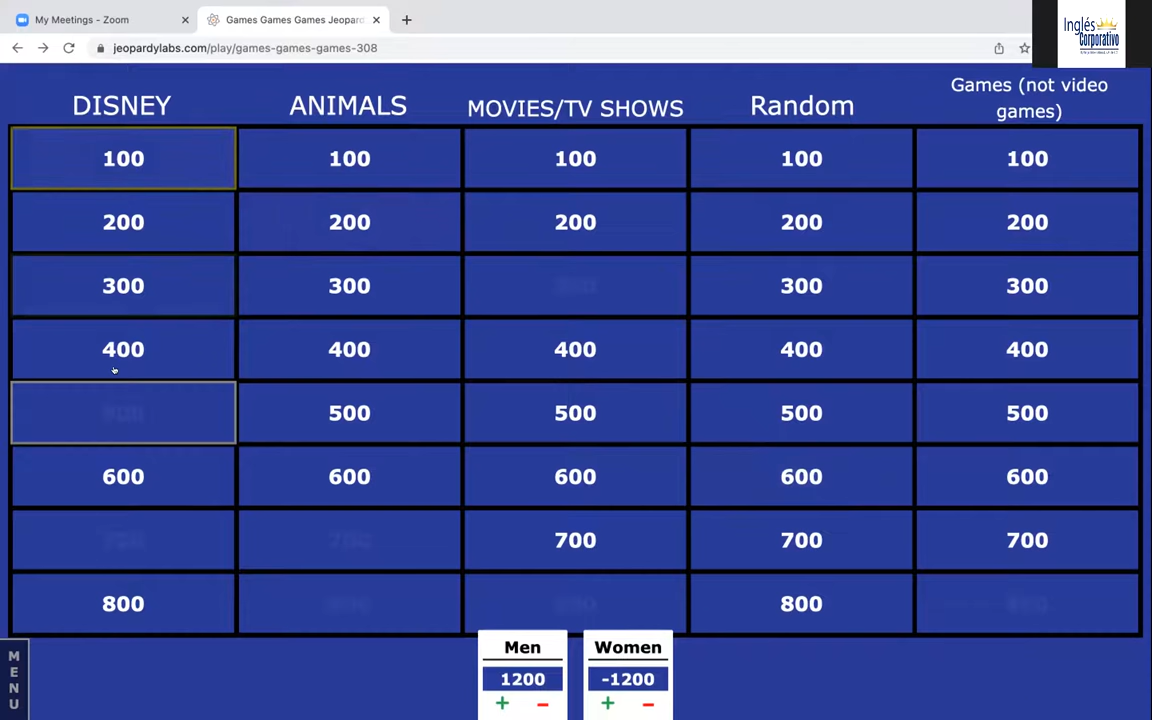 My Meetings - Zoom
Games Games Games Jeopard
jeopardylabs.com/play/games-games-games-308
Inglés
Corporativo
DISNEY ANIMALS MOVIES/TV SHOWS Random Games (not video
games)
100 100 100 100 100
200 200 200 200 200
300 300 300 300
400 400 400 400 400
500 500 500 500
600 600 600 600 600
700 700 700
800 800
M
E
N
U
Men Women
1200 -1200
+ − + −